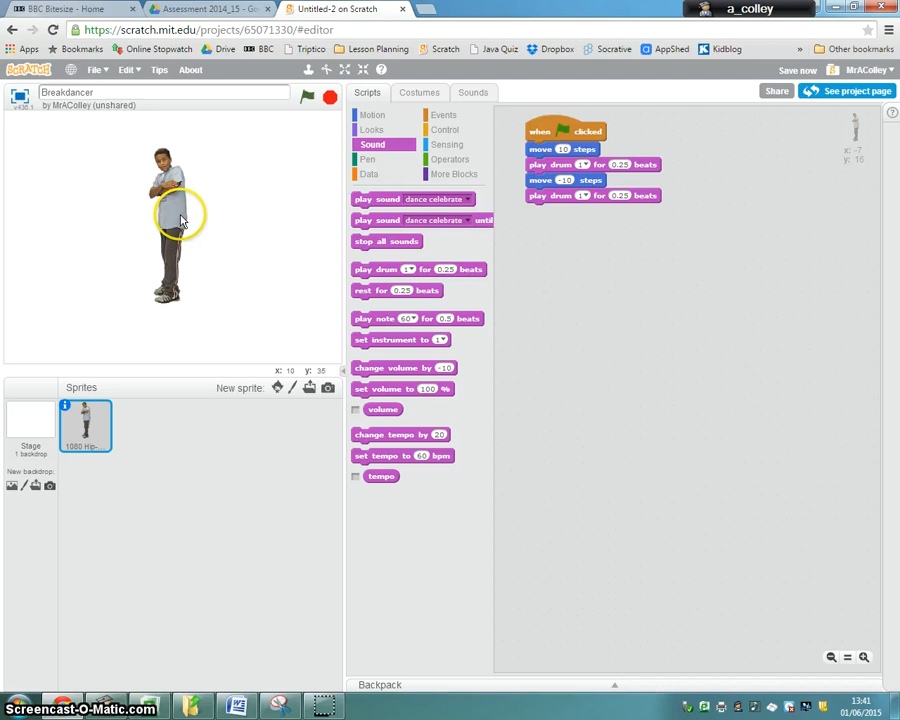 BBC Bitesize - Home
Assessment 2014_15 - Go
Untitled-2 on Scratch
a_colley
https://scratch.mit.edu/projects/65071330/#editor
Apps Bookmarks Online Stopwatch Drive BBC Triptico Lesson Planning Scratch Java Quiz Dropbox Socrative AppShed Kidblog » Other bookmarks
SCRATCH File Edit Tips About Save now MrAColley
Breakdancer
by MrAColley (unshared)
v436.1
Scripts Costumes Sounds Share See project page
Motion Events
Looks Control
Sound Sensing
Pen Operators
Data More Blocks
play sound dance celebrate
play sound dance celebrate until
stop all sounds
play drum 1 for 0.25 beats
rest for 0.25 beats
play note 60 for 0.5 beats
set instrument to 1
change volume by -10
set volume to 100 %
volume
change tempo by 20
set tempo to 60 bpm
tempo
when clicked
move 10 steps
play drum 1 for 0.25 beats
move -10 steps
play drum 1 for 0.25 beats
x: -7
y: 16
x: 10 y: 35
Sprites New sprite:
Stage
1 backdrop
New backdrop:
1080 Hip-...
Backpack
Screencast-O-Matic.com
13:41
01/06/2015